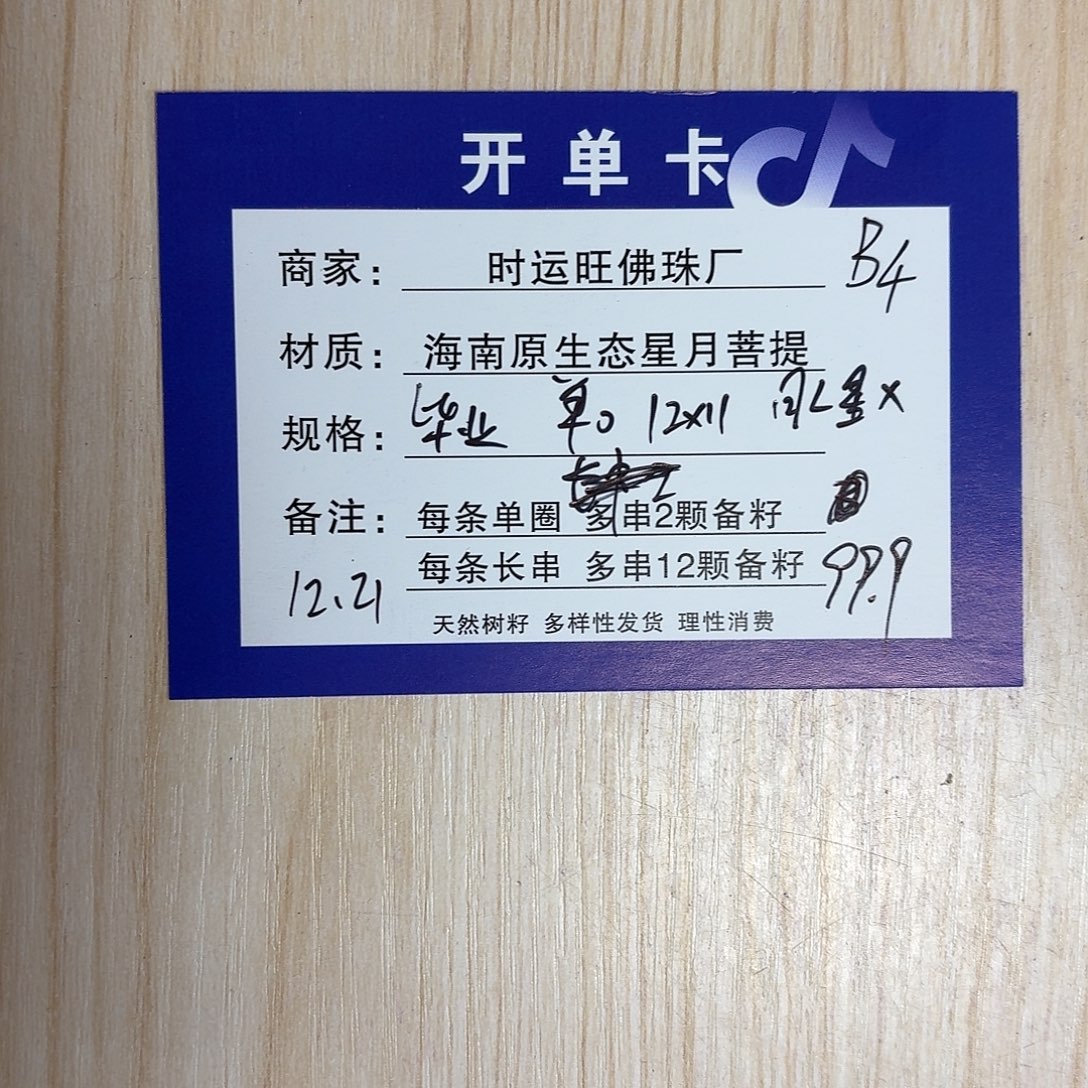 开单卡
商家： 时运旺佛珠厂 B4
材质： 海南原生态星月菩提
规格： 毕业 单 12x11
备注： 每条单圈 多串2颗备籽
每条长串 多串12颗备籽 99.9
12.21
天然树籽 多样性发货 理性消费